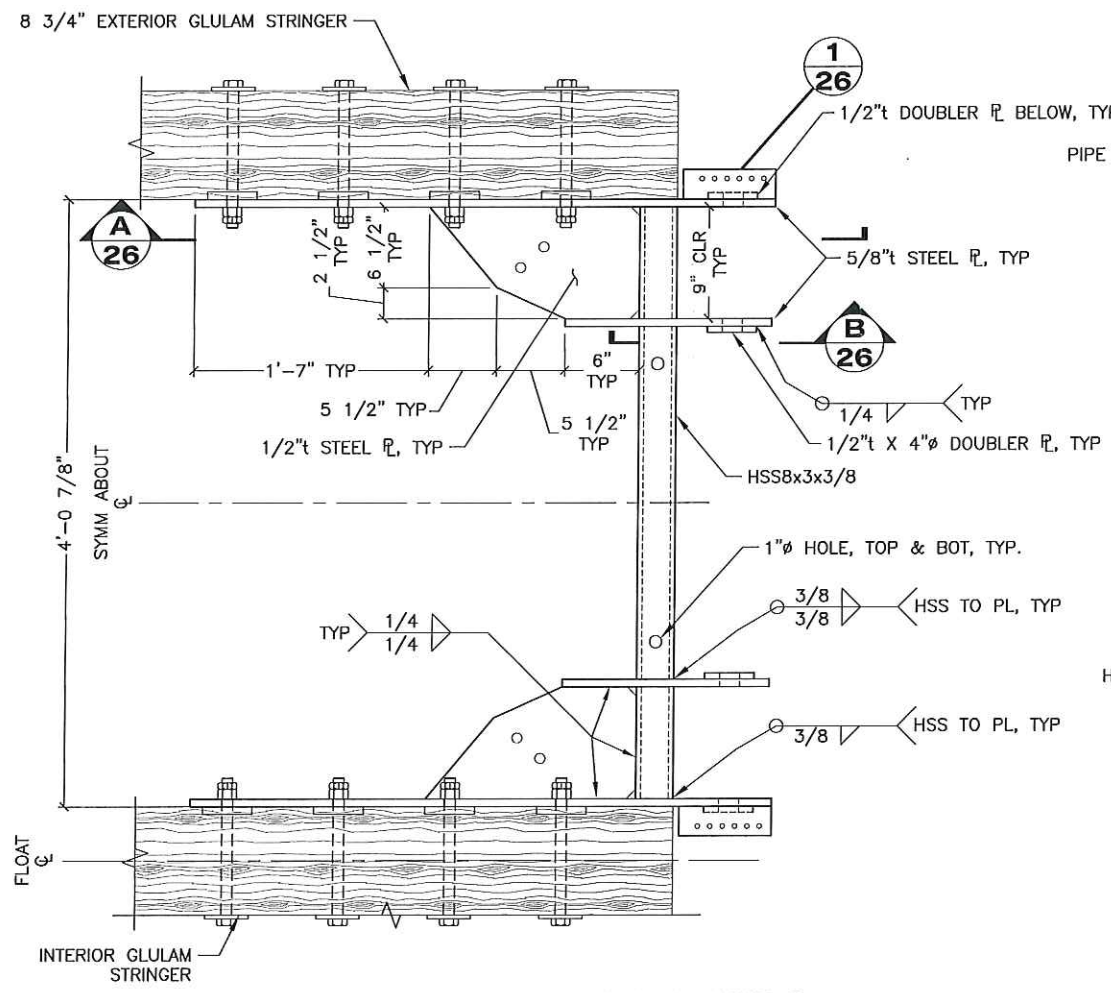 8 3/4" EXTERIOR GLULAM STRINGER
1
26
1/2"t DOUBLER ℄ BELOW, TYP
PIPE
A
26
2 1/2"
TYP
6 1/2"
TYP
9" CLR
TYP
5/8"t STEEL PL, TYP
B
26
1'-7" TYP
6"
TYP
5 1/2" TYP
5 1/2"
TYP
1/4
TYP
1/2"t STEEL PL, TYP
1/2"t X 4"ø DOUBLER PL, TYP
HSS8x3x3/8
4'-0 7/8"
SYMM ABOUT
℄
1"ø HOLE, TOP & BOT, TYP.
3/8
3/8
HSS TO PL, TYP
TYP
1/4
1/4
H
3/8
HSS TO PL, TYP
FLOAT
℄
INTERIOR GLULAM
STRINGER